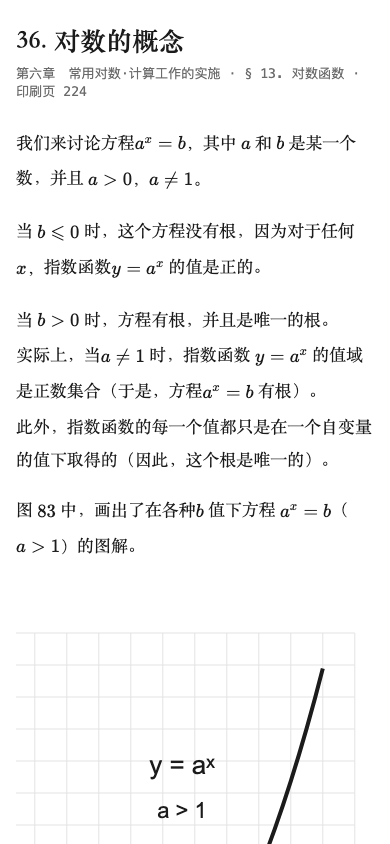 36. 对数的概念
第六章 常用对数·计算工作的实施 · § 13. 对数函数 ·
印刷页 224
我们来讨论方程aˣ = b，其中 a 和 b 是某一个
数，并且 a > 0，a ≠ 1。
当 b ⩽ 0 时，这个方程没有根，因为对于任何
x，指数函数y = aˣ 的值是正的。
当 b > 0 时，方程有根，并且是唯一的根。
实际上，当a ≠ 1 时，指数函数 y = aˣ 的值域
是正数集合（于是，方程aˣ = b 有根）。
此外，指数函数的每一个值都只是在一个自变量
的值下取得的（因此，这个根是唯一的）。
图 83 中，画出了在各种b 值下方程 aˣ = b（
a > 1）的图解。
y = aˣ
a > 1